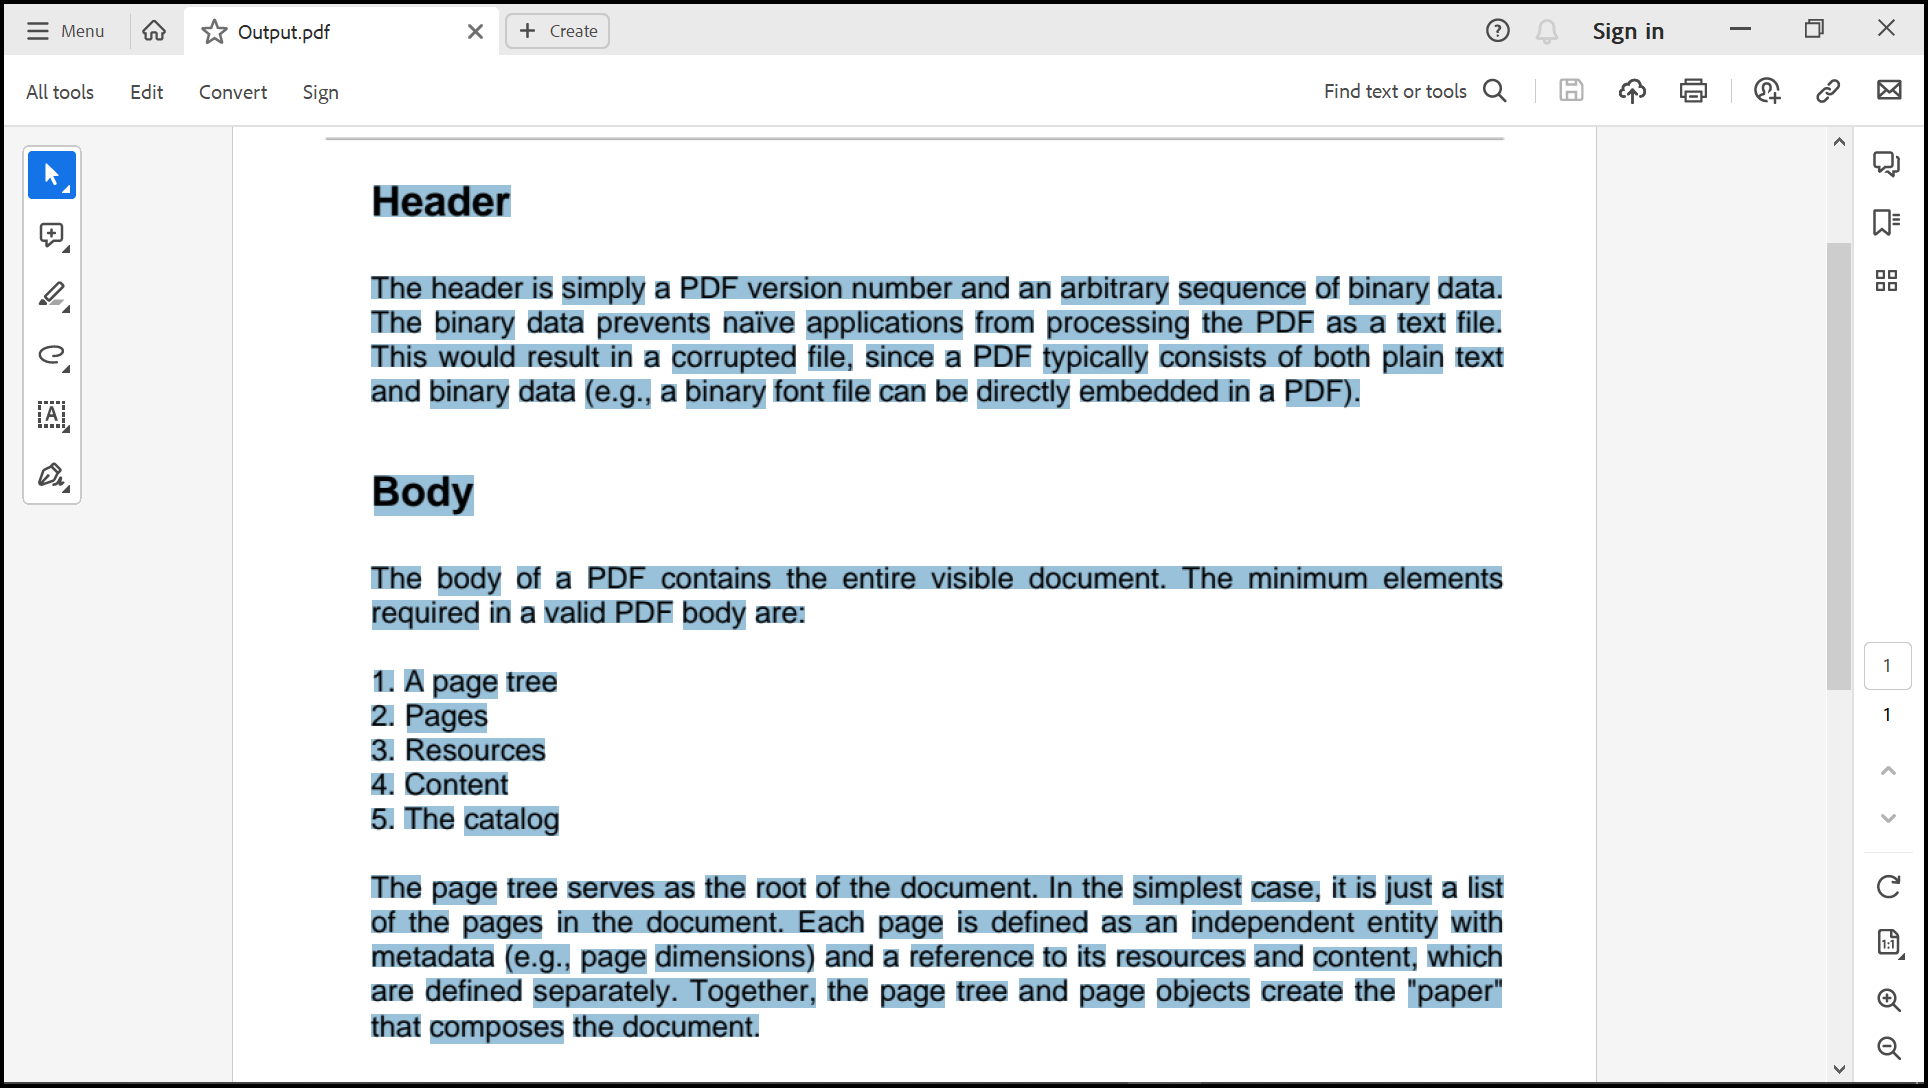 Menu
Output.pdf
Create
Sign in
All tools
Edit
Convert
Sign
Find text or tools
Header
The header is simply a PDF version number and an arbitrary sequence of binary data.
The binary data prevents naïve applications from processing the PDF as a text file.
This would result in a corrupted file, since a PDF typically consists of both plain text
and binary data (e.g., a binary font file can be directly embedded in a PDF).
Body
The body of a PDF contains the entire visible document. The minimum elements
required in a valid PDF body are:
1. A page tree
2. Pages
3. Resources
4. Content
5. The catalog
The page tree serves as the root of the document. In the simplest case, it is just a list
of the pages in the document. Each page is defined as an independent entity with
metadata (e.g., page dimensions) and a reference to its resources and content, which
are defined separately. Together, the page tree and page objects create the "paper"
that composes the document.
1
1